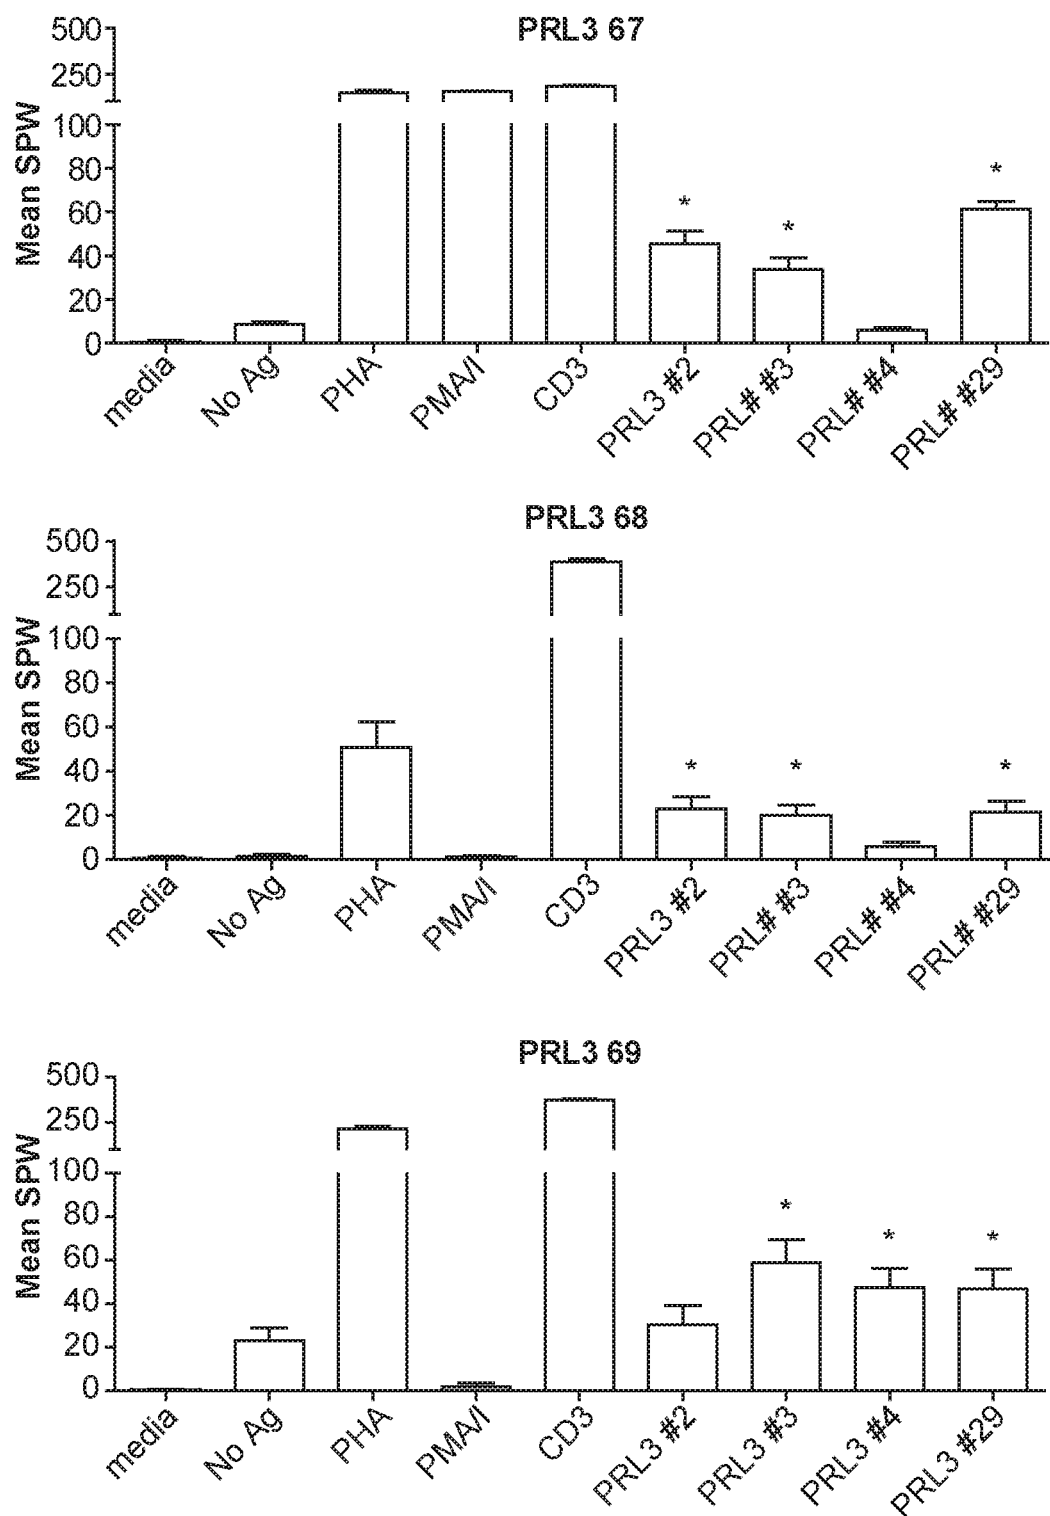 PRL3 67
Mean SPW
500
250
100
80
60
40
20
0
* * *
media No Ag PHA PMA/I CD3 PRL3 #2 PRL# #3 PRL# #4 PRL# #29
PRL3 68
Mean SPW
500
250
100
80
60
40
20
0
* * *
media No Ag PHA PMA/I CD3 PRL3 #2 PRL# #3 PRL# #4 PRL# #29
PRL3 69
Mean SPW
500
250
100
80
60
40
20
0
* * *
media No Ag PHA PMA/I CD3 PRL3 #2 PRL3 #3 PRL3 #4 PRL3 #29